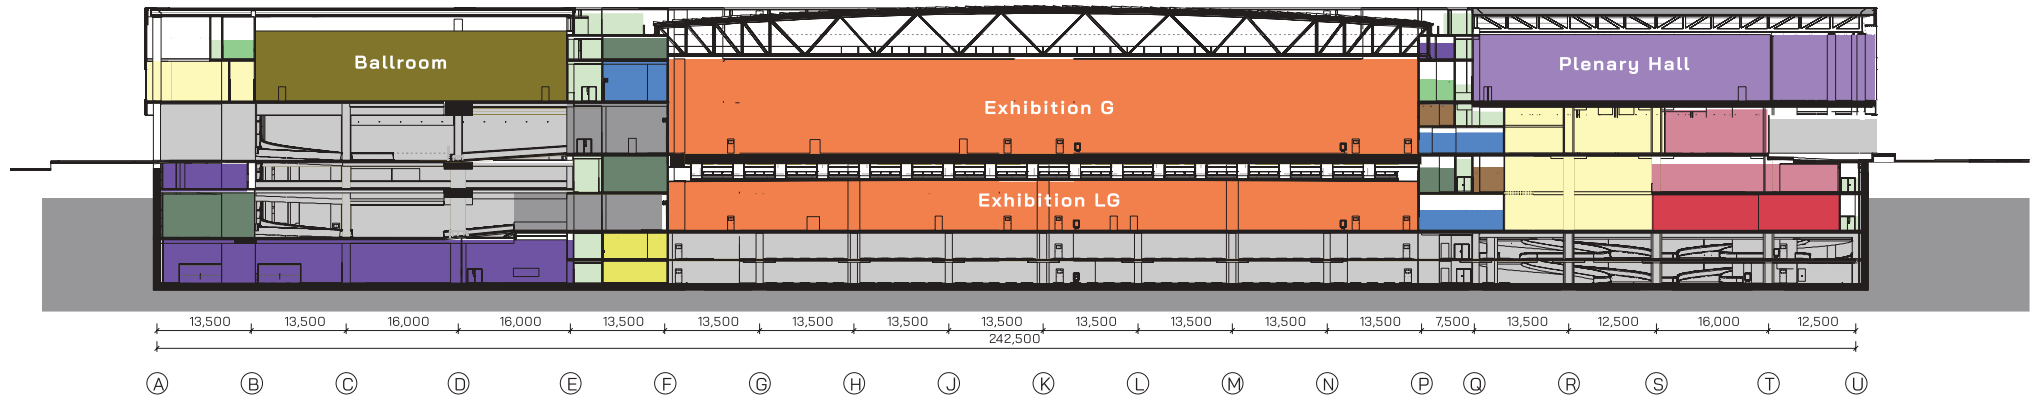 Ballroom
Plenary Hall
Exhibition G
Exhibition LG
13,500 13,500 16,000 16,000 13,500 13,500 13,500 13,500 13,500 13,500 13,500 13,500 13,500 7,500 13,500 12,500 16,000 12,500
242,500
A B C D E F G H J K L M N P Q R S T U